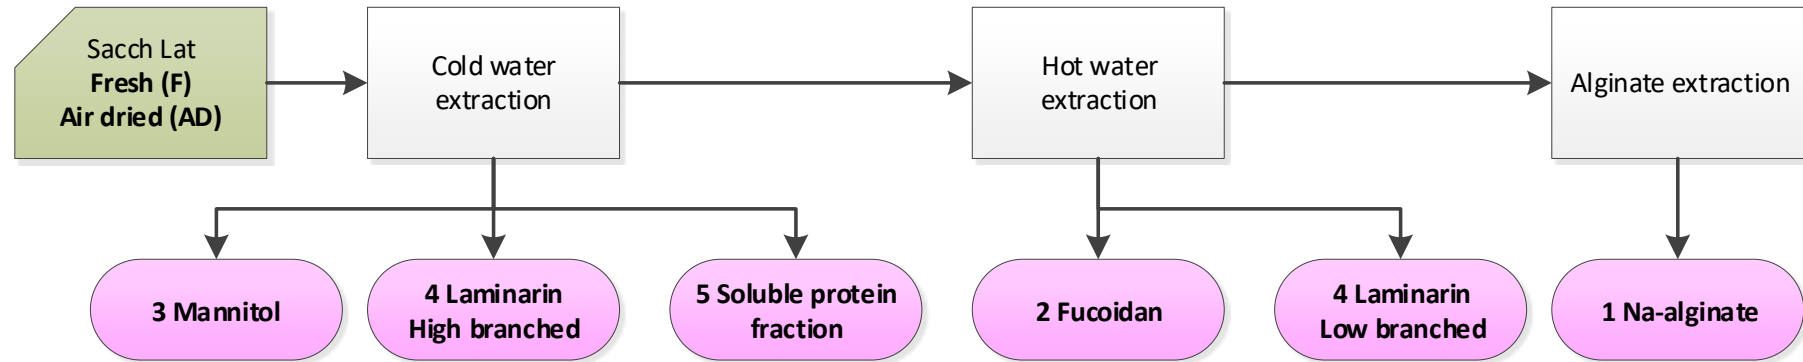 Sacch Lat
Fresh (F)
Air dried (AD)
Cold water
extraction
Hot water
extraction
Alginate extraction
3 Mannitol
4 Laminarin
High branched
5 Soluble protein
fraction
2 Fucoidan
4 Laminarin
Low branched
1 Na-alginate